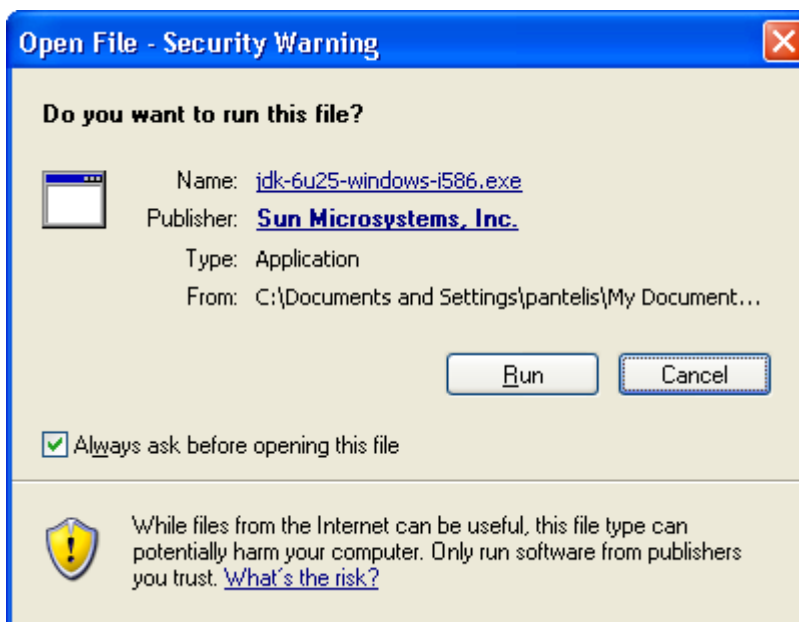 Open File - Security Warning
Do you want to run this file?
Name: jdk-6u25-windows-i586.exe
Publisher: Sun Microsystems, Inc.
Type: Application
From: C:\Documents and Settings\pantelis\My Document...
Run Cancel
Always ask before opening this file
While files from the Internet can be useful, this file type can
potentially harm your computer. Only run software from publishers
you trust. What's the risk?